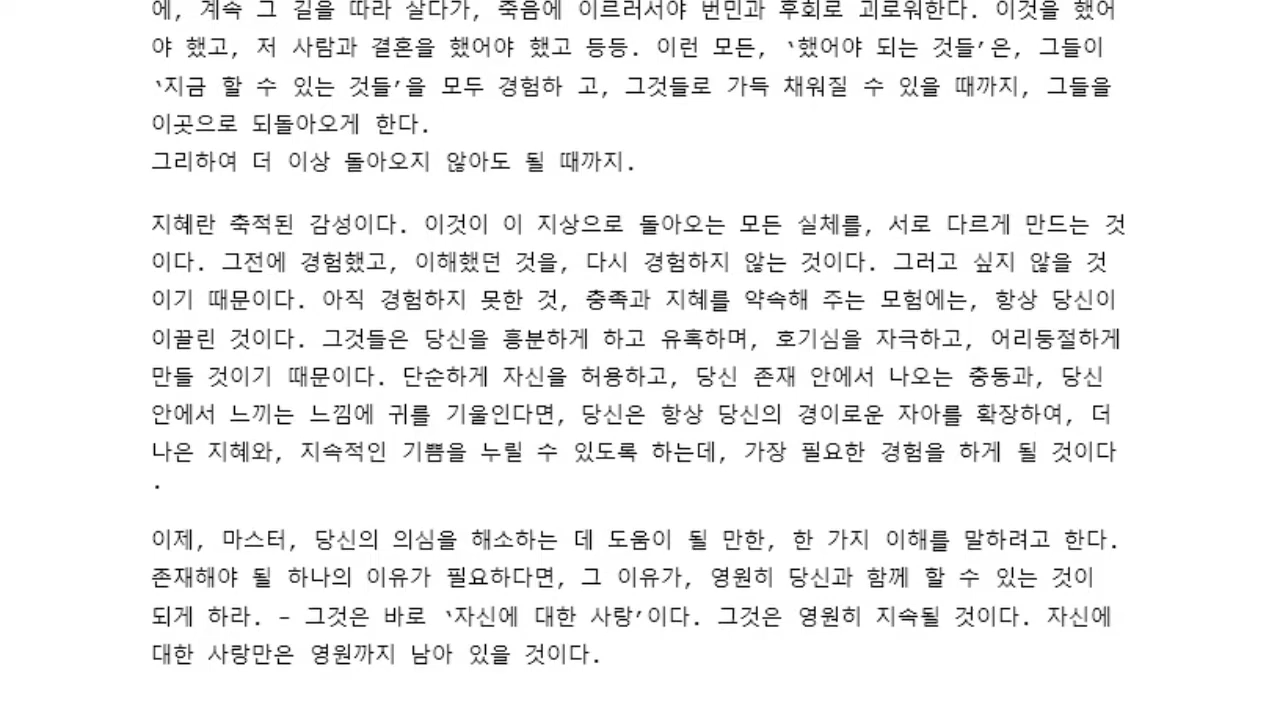 에, 계속 그 길을 따라 살다가, 죽음에 이르러서야 번민과 후회로 괴로워한다. 이것을 했어
야 했고, 저 사람과 결혼을 했어야 했고 등등. 이런 모든, ‘했어야 되는 것들’은, 그들이
‘지금 할 수 있는 것들’을 모두 경험하 고, 그것들로 가득 채워질 수 있을 때까지, 그들을
이곳으로 되돌아오게 한다.
그리하여 더 이상 돌아오지 않아도 될 때까지.
지혜란 축적된 감성이다. 이것이 이 지상으로 돌아오는 모든 실체를, 서로 다르게 만드는 것
이다. 그전에 경험했고, 이해했던 것을, 다시 경험하지 않는 것이다. 그러고 싶지 않을 것
이기 때문이다. 아직 경험하지 못한 것, 충족과 지혜를 약속해 주는 모험에는, 항상 당신이
이끌린 것이다. 그것들은 당신을 흥분하게 하고 유혹하며, 호기심을 자극하고, 어리둥절하게
만들 것이기 때문이다. 단순하게 자신을 허용하고, 당신 존재 안에서 나오는 충동과, 당신
안에서 느끼는 느낌에 귀를 기울인다면, 당신은 항상 당신의 경이로운 자아를 확장하여, 더
나은 지혜와, 지속적인 기쁨을 누릴 수 있도록 하는데, 가장 필요한 경험을 하게 될 것이다
.
이제, 마스터, 당신의 의심을 해소하는 데 도움이 될 만한, 한 가지 이해를 말하려고 한다.
존재해야 될 하나의 이유가 필요하다면, 그 이유가, 영원히 당신과 함께 할 수 있는 것이
되게 하라. – 그것은 바로 ‘자신에 대한 사랑’이다. 그것은 영원히 지속될 것이다. 자신에
대한 사랑만은 영원까지 남아 있을 것이다.